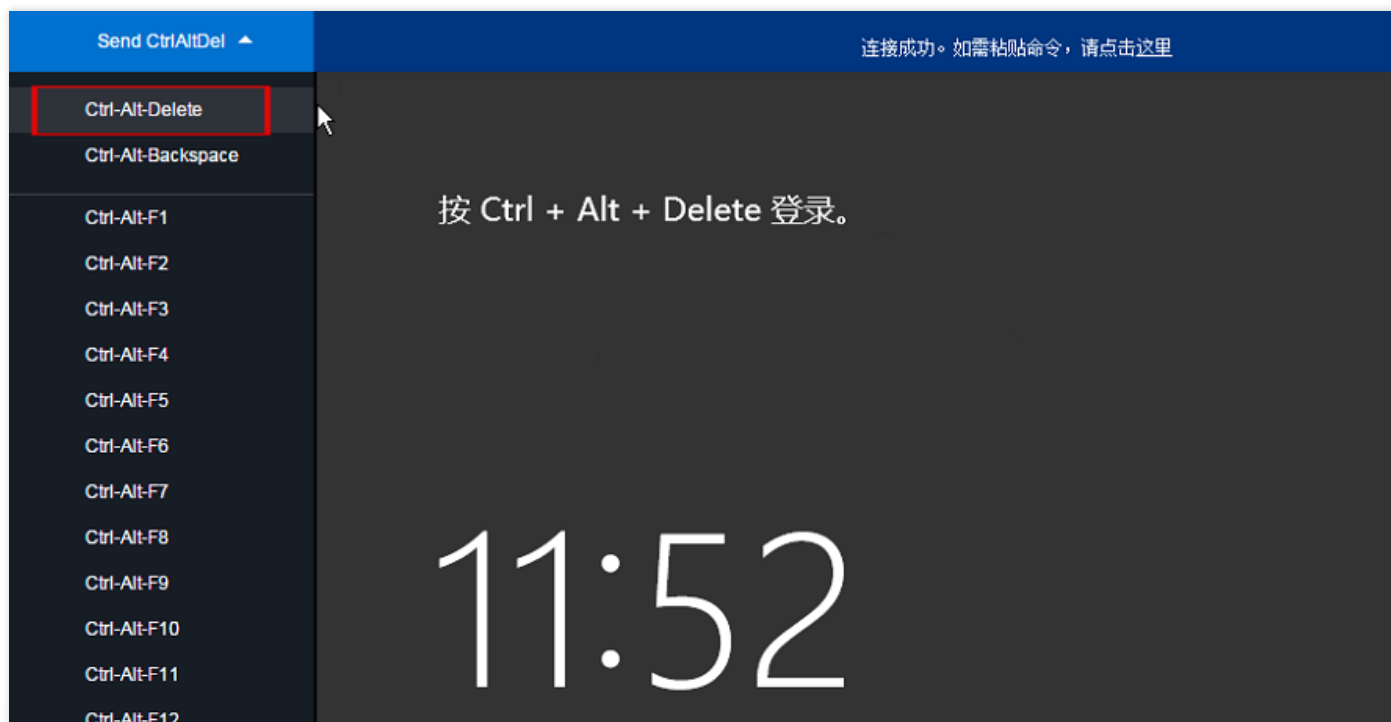 Send CtrlAltDel
连接成功。如需粘贴命令，请点击这里
Ctrl-Alt-Delete
Ctrl-Alt-Backspace
Ctrl-Alt-F1
Ctrl-Alt-F2
Ctrl-Alt-F3
Ctrl-Alt-F4
Ctrl-Alt-F5
Ctrl-Alt-F6
Ctrl-Alt-F7
Ctrl-Alt-F8
Ctrl-Alt-F9
Ctrl-Alt-F10
Ctrl-Alt-F11
Ctrl-Alt-F12
按 Ctrl + Alt + Delete 登录。
11:52